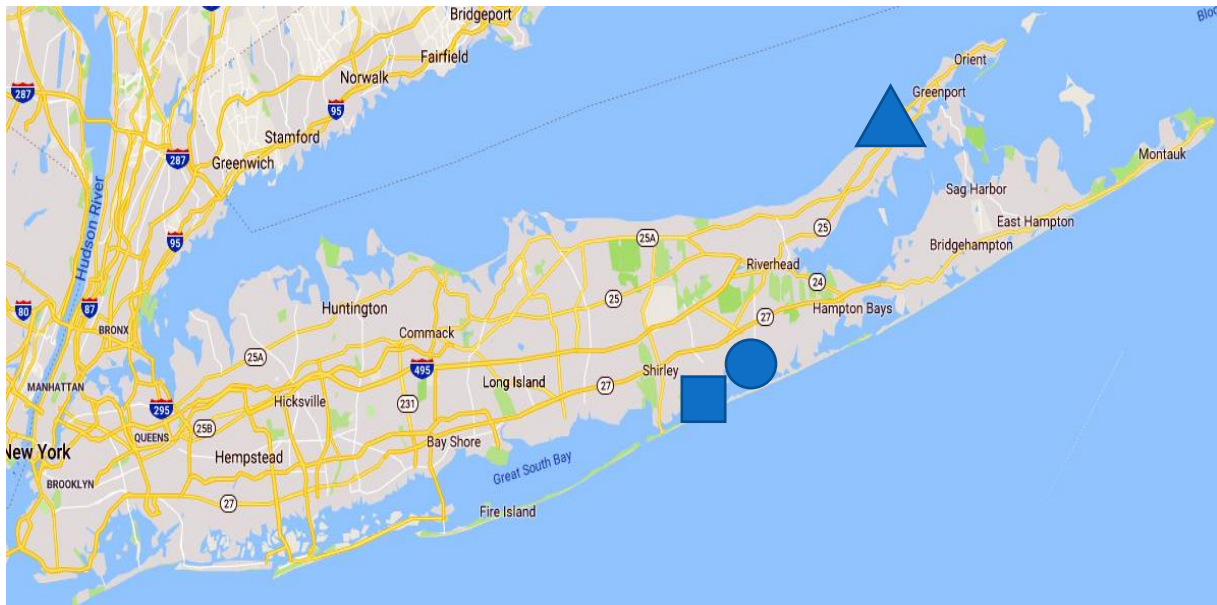 Bridgeport
Bloc
Fairfield
Orient
Norwalk
287
Greenport
95
Stamford
287
Greenwich
Montauk
Hudson River
Sag Harbor
East Hampton
95
25A
25
Bridgehampton
Riverhead
24
80
87
Huntington
25
Hampton Bays
27
BRONX
Commack
25A
495
Shirley
MANHATTAN
Long Island
27
295
Hicksville
231
25B
QUEENS
Bay Shore
New York
Hempstead
Great South Bay
BROOKLYN
27
Fire Island